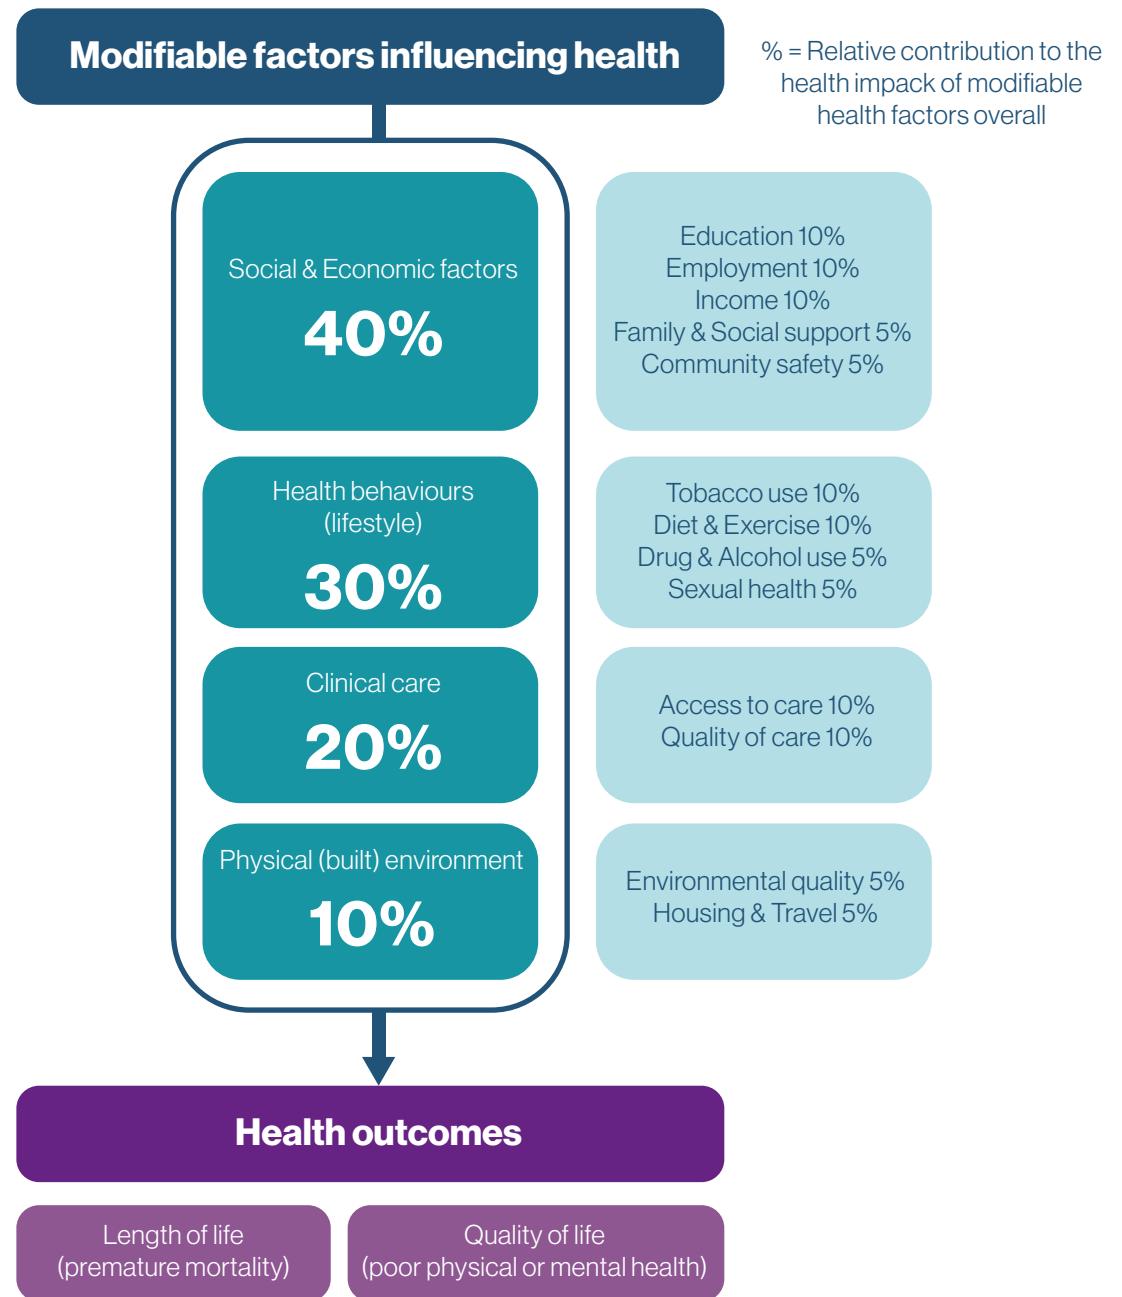 Modifiable factors influencing health
% = Relative contribution to the
health impack of modifiable
health factors overall
Social & Economic factors
40%
Education 10%
Employment 10%
Income 10%
Family & Social support 5%
Community safety 5%
Health behaviours
(lifestyle)
30%
Tobacco use 10%
Diet & Exercise 10%
Drug & Alcohol use 5%
Sexual health 5%
Clinical care
20%
Access to care 10%
Quality of care 10%
Physical (built) environment
10%
Environmental quality 5%
Housing & Travel 5%
Health outcomes
Length of life
(premature mortality)
Quality of life
(poor physical or mental health)